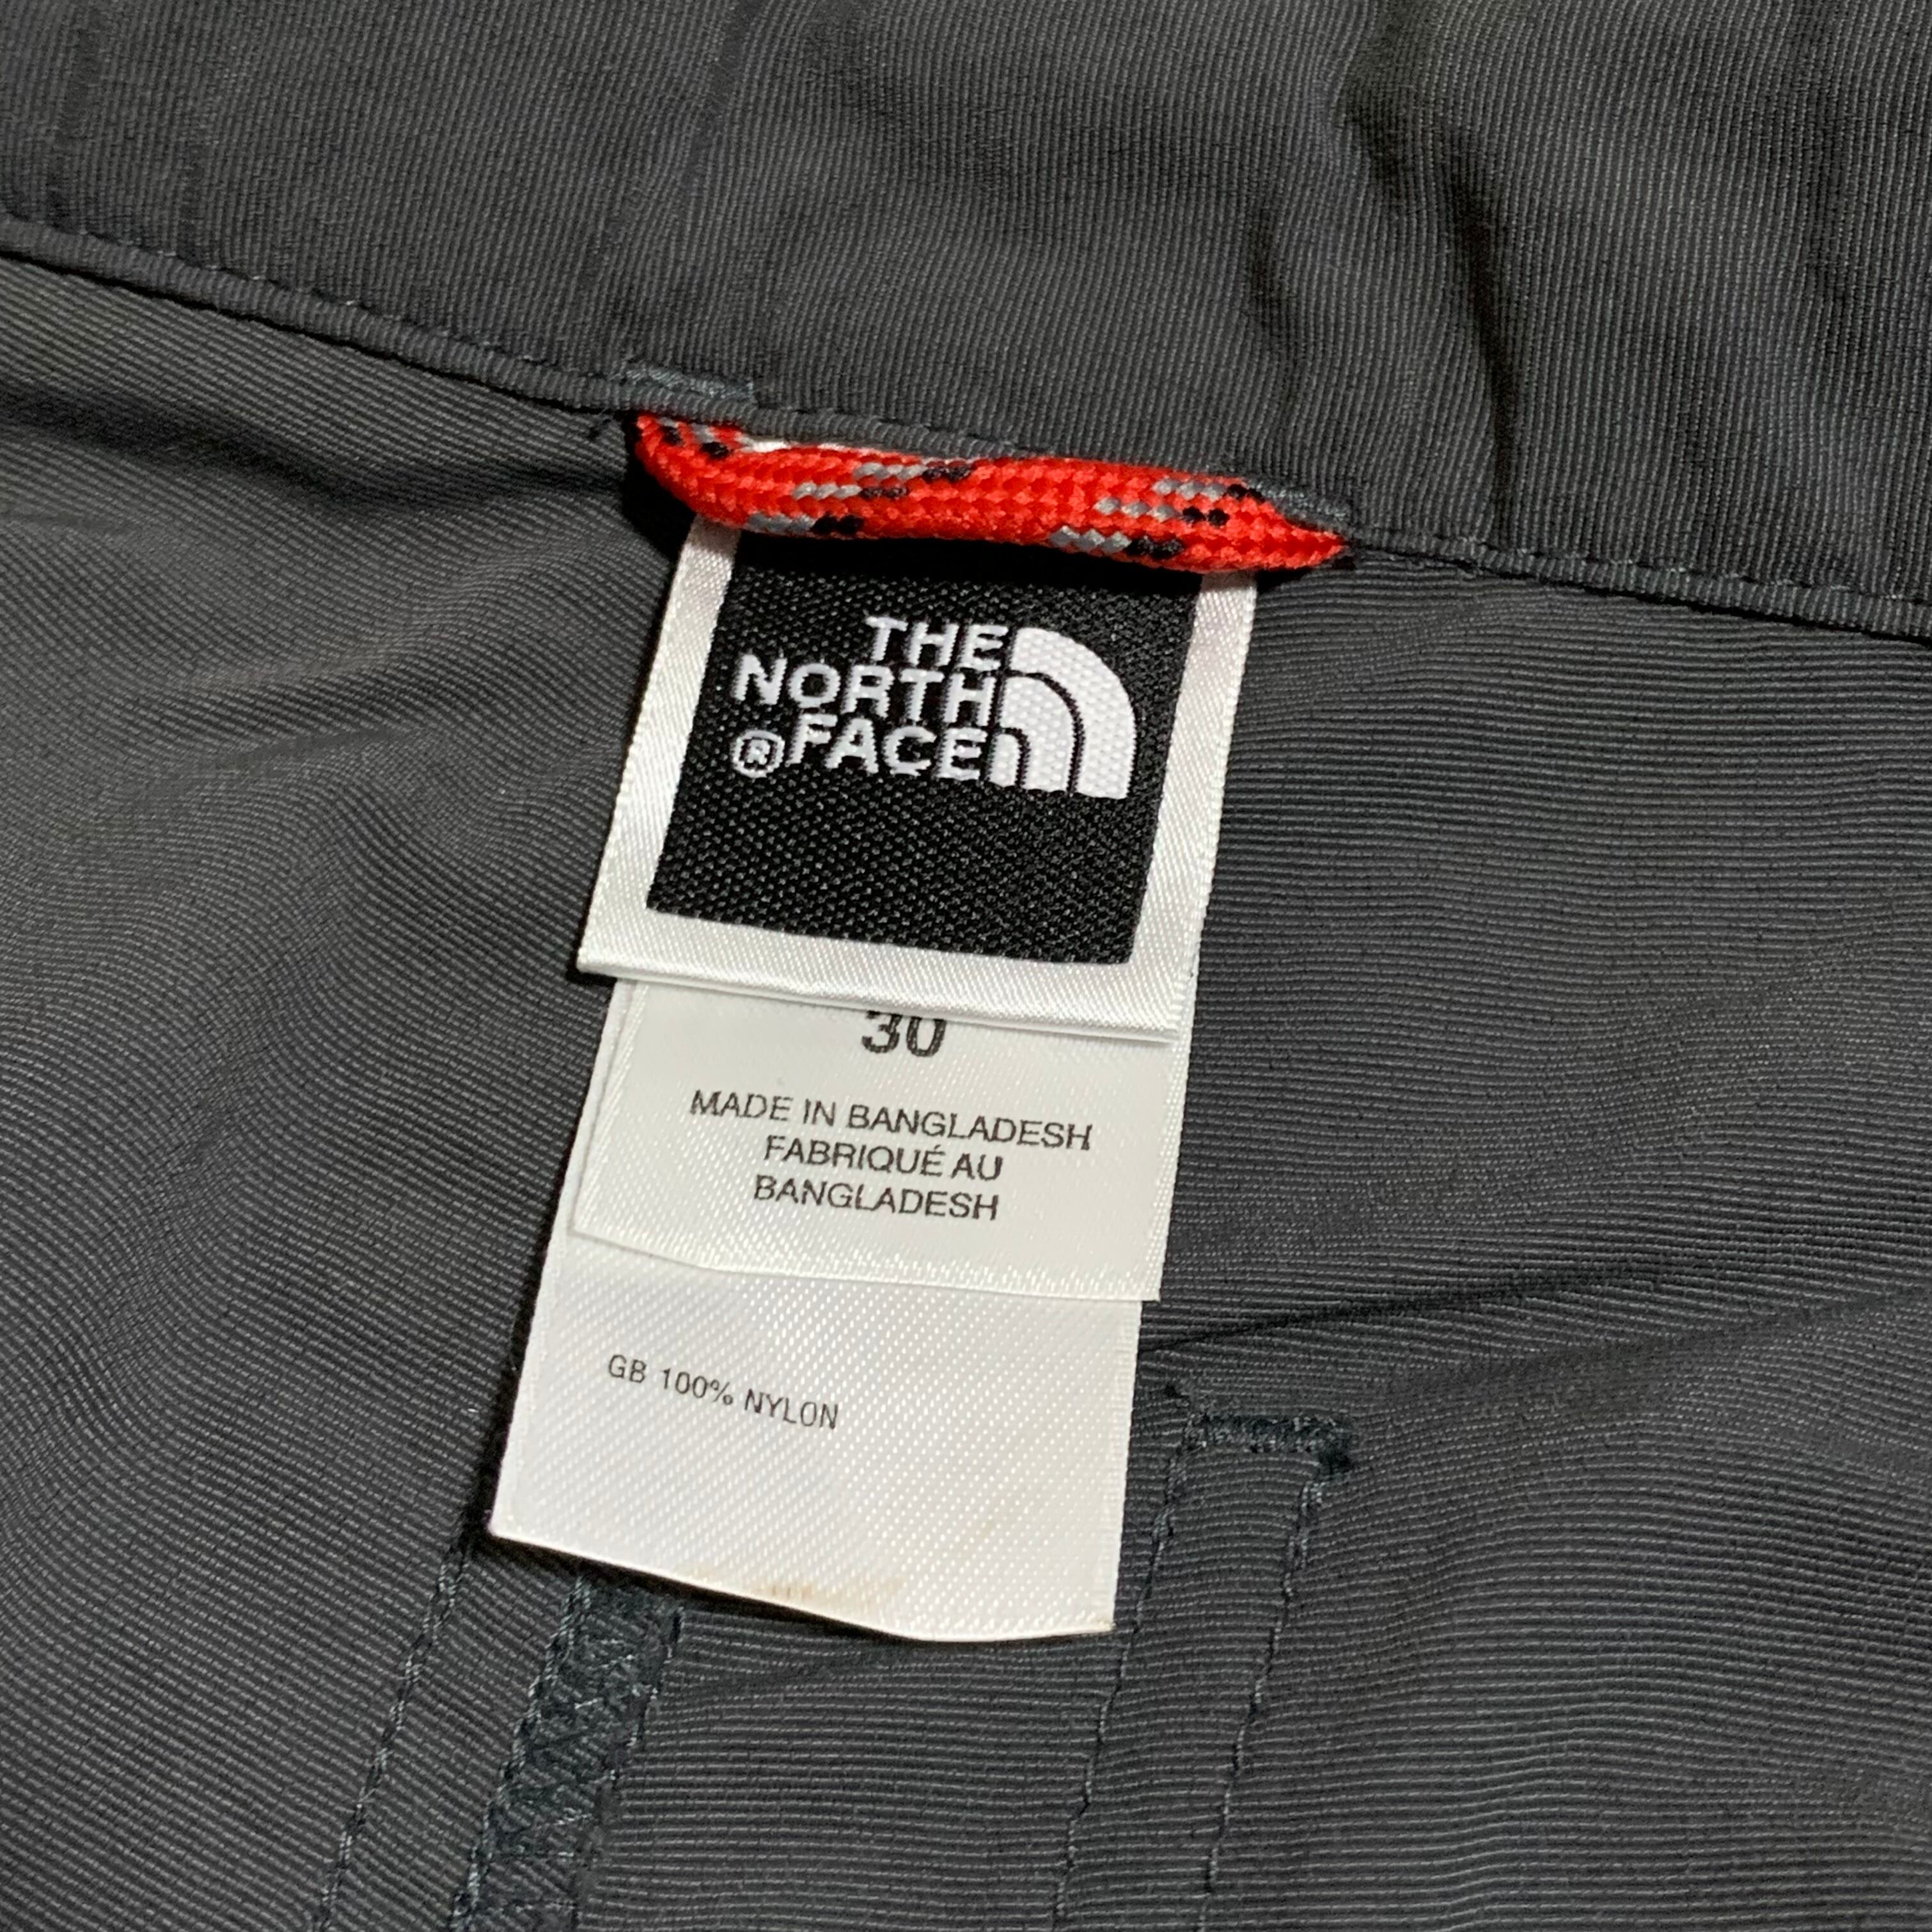 THE
NORTH
® FACE
30
MADE IN BANGLADESH
FABRIQUÉ AU
BANGLADESH
GB 100% NYLON